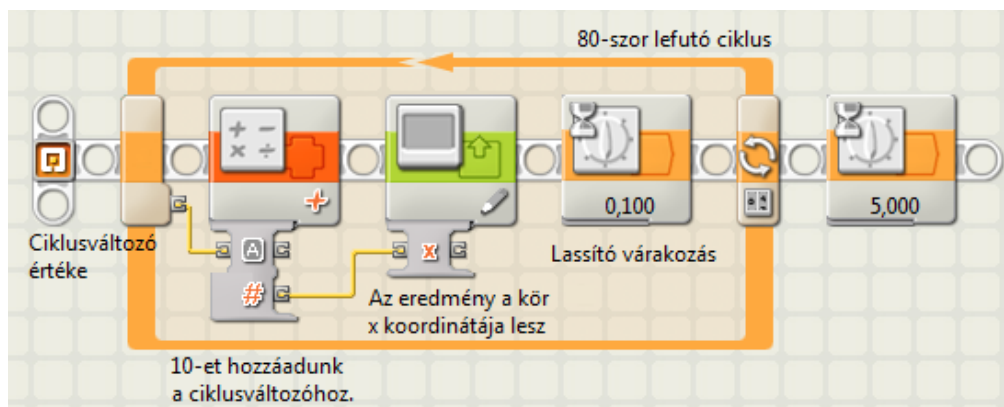 80-szor lefutó ciklus
0,100
5,000
Ciklusváltozó
értéke
A
#
x
Lassító várakozás
Az eredmény a kör
x koordinátája lesz
10-et hozzáadunk
a ciklusváltozóhoz.